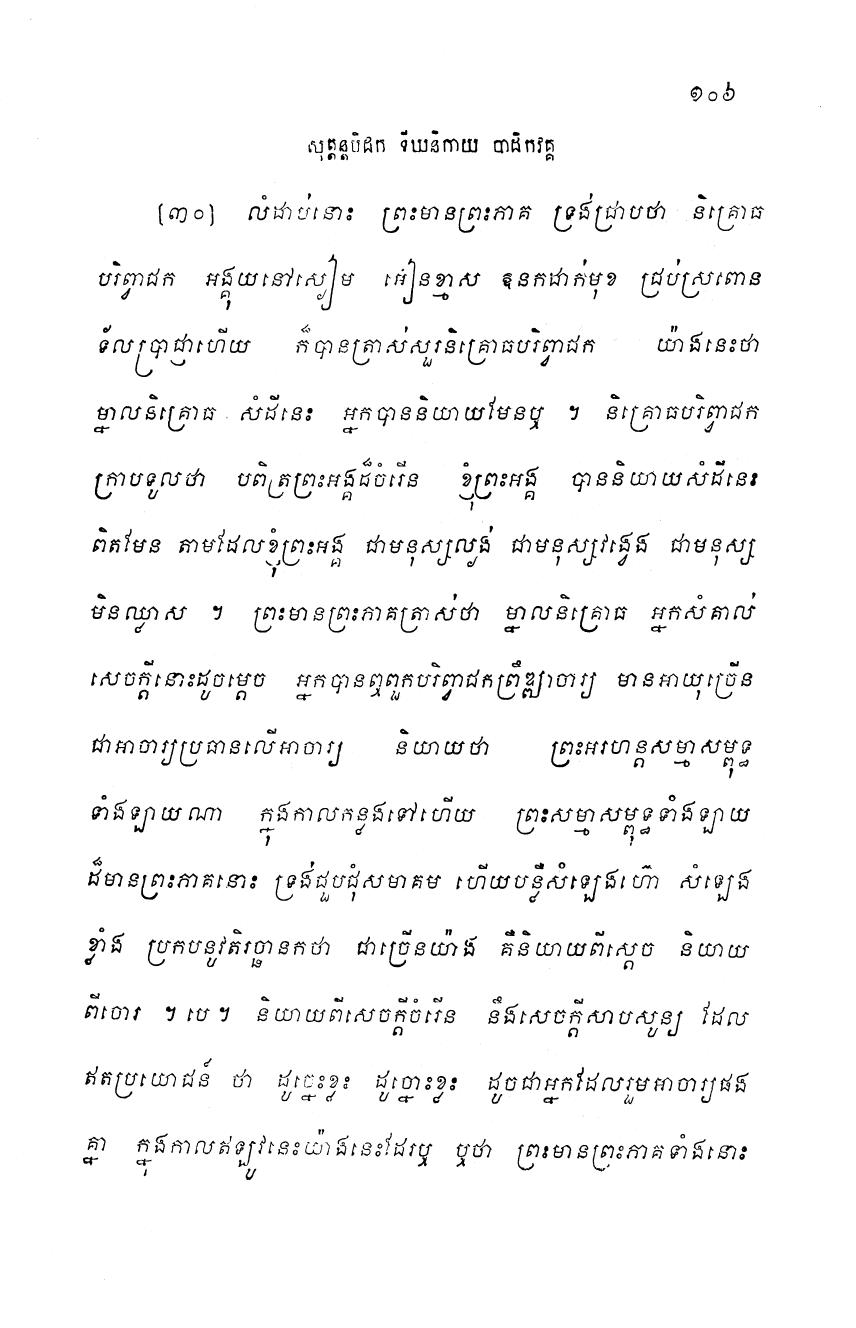 ១០៦
សុត្តន្តបិដក ទីឃនិកាយ បាដិកវគ្គ
(៣០) លំដាប់នោះ ព្រះមានព្រះភាគ ទ្រង់ជ្រាបថា និគ្រោធ
បរិព្វាជក អង្គុយនៅស្ងៀម អៀនខ្មាស ឱនកដាក់មុខ ជ្រប់ស្រពោន
ទ័លប្រាជ្ញាហើយ ក៏បានត្រាស់សួរនិគ្រោធបរិព្វាជក យ៉ាងនេះថា
ម្នាលនិគ្រោធ សំដីនេះ អ្នកបាននិយាយមែនឬ ។ និគ្រោធបរិព្វាជក
ក្រាបទូលថា បពិត្រព្រះអង្គដ៏ចំរើន ខ្ញុំព្រះអង្គ បាននិយាយសំដីនេះ
ពិតមែន តាមដែលខ្ញុំព្រះអង្គ ជាមនុស្សល្ងង់ ជាមនុស្សវង្វេង ជាមនុស្ស
មិនឈ្លាស ។ ព្រះមានព្រះភាគត្រាស់ថា ម្នាលនិគ្រោធ អ្នកសំគាល់
សេចក្តីនោះដូចម្តេច អ្នកបានឮពួកបរិព្វាជកព្រឹឌ្ឍាចារ្យ មានអាយុច្រើន
ជាអាចារ្យប្រធានលើអាចារ្យ និយាយថា ព្រះអរហន្តសម្មាសម្ពុទ្ធ
ទាំងឡាយណា ក្នុងកាលកន្លងទៅហើយ ព្រះសម្មាសម្ពុទ្ធទាំងឡាយ
ដ៏មានព្រះភាគនោះ ទ្រង់ជួបជុំសមាគម ហើយបន្លឺសំឡេងហ៊ោ សំឡេង
ខ្លាំង ប្រកបនូវតិរច្ឆានកថា ជាច្រើនយ៉ាង គឺនិយាយពីស្តេច និយាយ
ពីចោរ ។ បេ ។ និយាយពីសេចក្តីចំរើន នឹងសេចក្តីសាបសូន្យ ដែល
ឥតប្រយោជន៍ ថា ដូច្នេះខ្លះ ដូច្នោះខ្លះ ដូចជាអ្នកដែលរួមអាចារ្យផង
គ្នា ក្នុងកាលឥឡូវនេះយ៉ាងនេះដែរឬ ឬថា ព្រះមានព្រះភាគទាំងនោះ